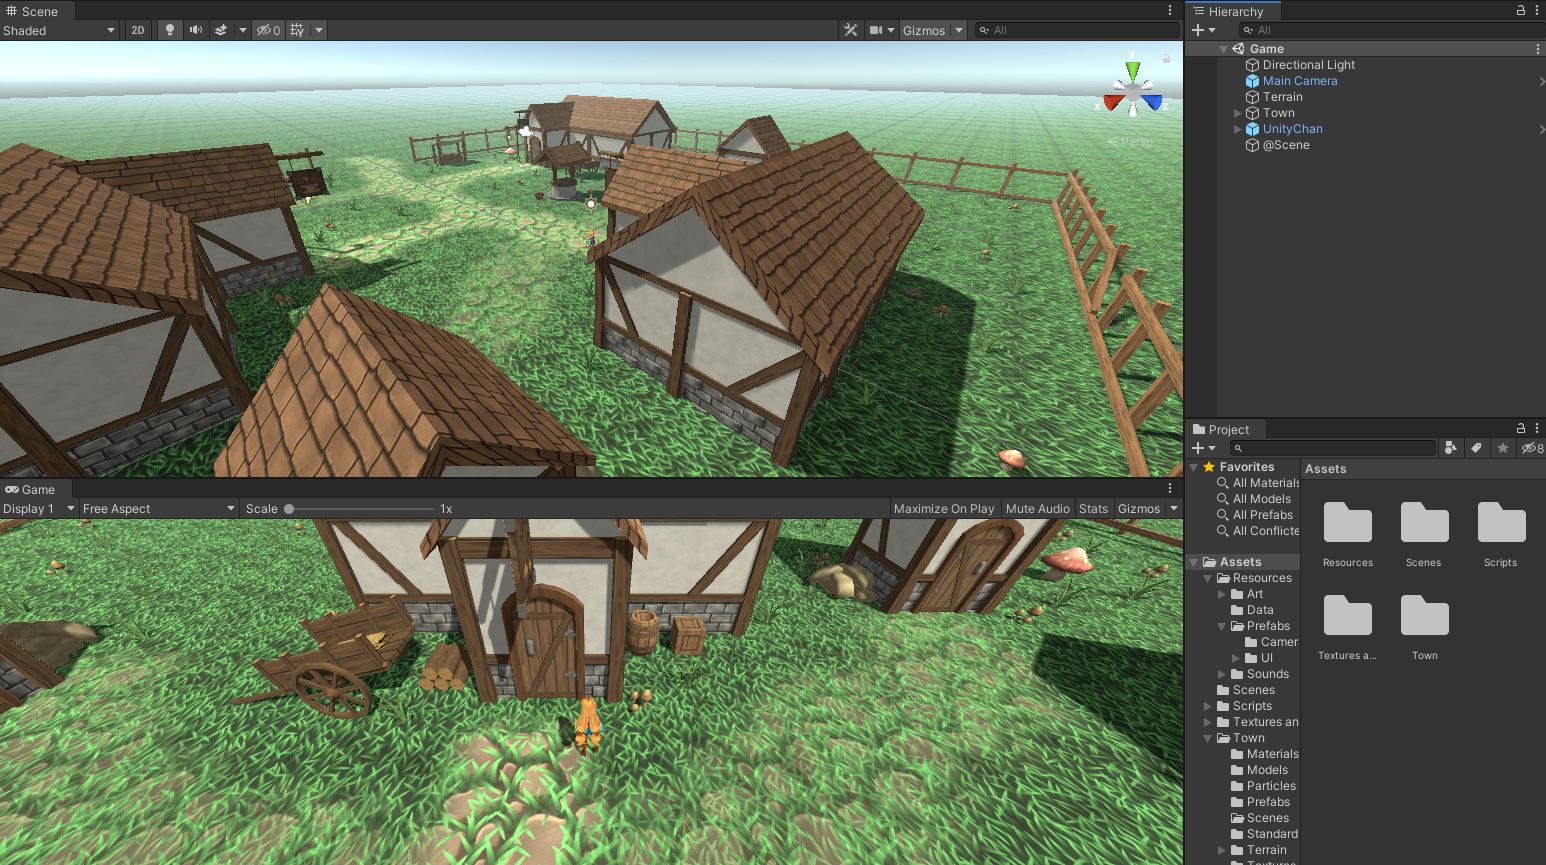 Scene
Shaded 2D 0 Gizmos All
y
x z
Persp
Game
Display 1 Free Aspect Scale 1x Maximize On Play Mute Audio Stats Gizmos
Hierarchy
All
Game
Directional Light
Main Camera
Terrain
Town
UnityChan
@Scene
Project
8
Favorites
All Materials
All Models
All Prefabs
All Conflicte
Assets
Resources
Art
Data
Prefabs
Camer
UI
Sounds
Scenes
Scripts
Textures an
Town
Materials
Models
Particles
Prefabs
Scenes
Standard
Terrain
Textures
Assets
Resources Scenes Scripts
Textures a... Town